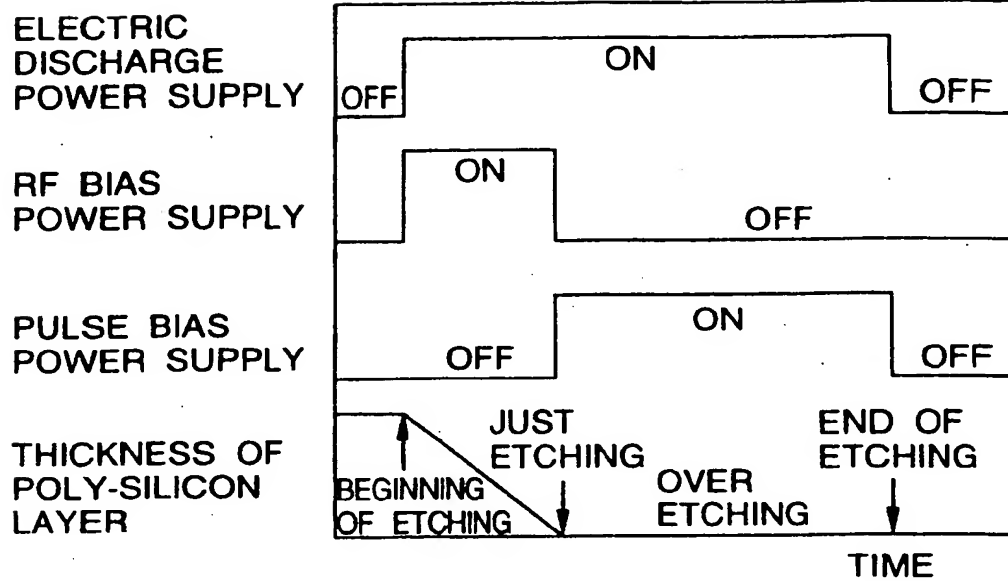 ELECTRIC
DISCHARGE
POWER SUPPLY
OFF
ON
OFF
RF BIAS
POWER SUPPLY
ON
OFF
PULSE BIAS
POWER SUPPLY
OFF
ON
OFF
THICKNESS OF
POLY-SILICON
LAYER
BEGINNING
OF ETCHING
JUST
ETCHING
OVER
ETCHING
END OF
ETCHING
TIME